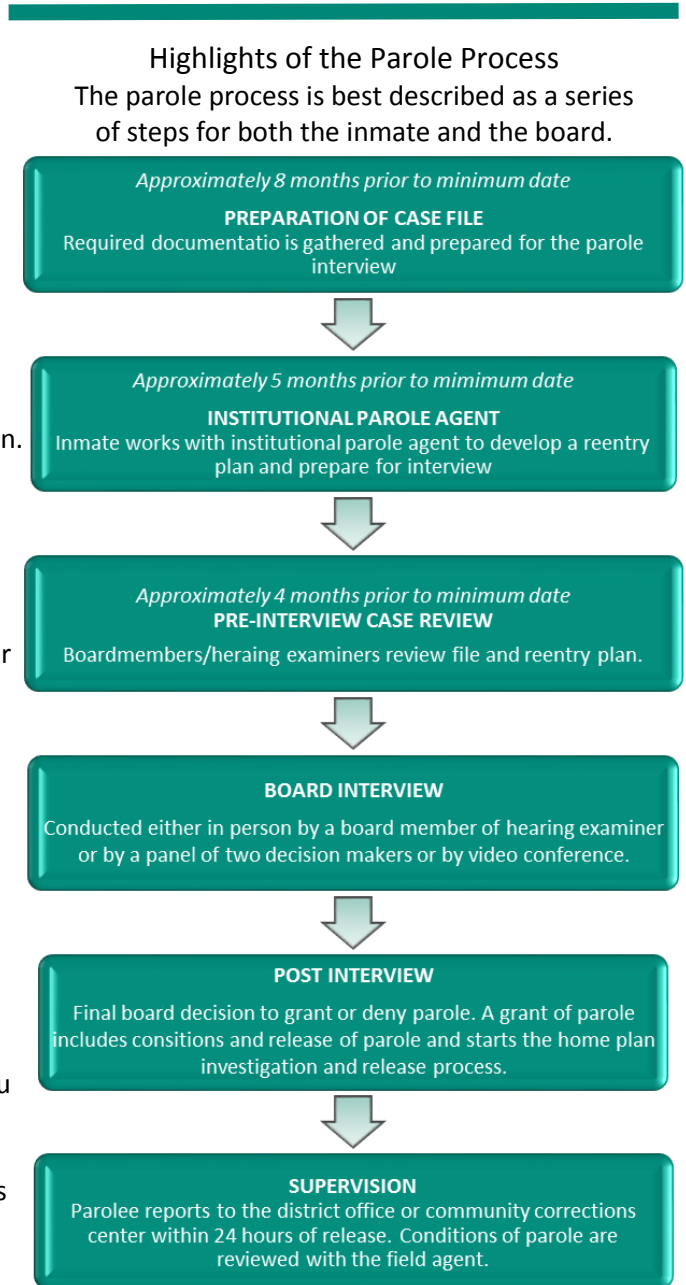 Highlights of the Parole Process
The parole process is best described as a series
of steps for both the inmate and the board.
Approximately 8 months prior to minimum date
PREPARATION OF CASE FILE
Required documentatio is gathered and prepared for the parole
interview
Approximately 5 months prior to mimimum date
INSTITUTIONAL PAROLE AGENT
n.
Inmate works with institutional parole agent to develop a reentry
plan and prepare for interview
Approximately 4 months prior to minimum date
PRE-INTERVIEW CASE REVIEW
r
Boardmembers/heraing examiners review file and reentry plan.
BOARD INTERVIEW
Conducted either in person by a board member of hearing examiner
or by a panel of two decision makers or by video conference.
POST INTERVIEW
Final board decision to grant or deny parole. A grant of parole
includes consitions and release of parole and starts the home plan
investigation and release process.
u
SUPERVISION
s
Parolee reports to the district office or community corrections
center within 24 hours of release. Conditions of parole are
reviewed with the field agent.